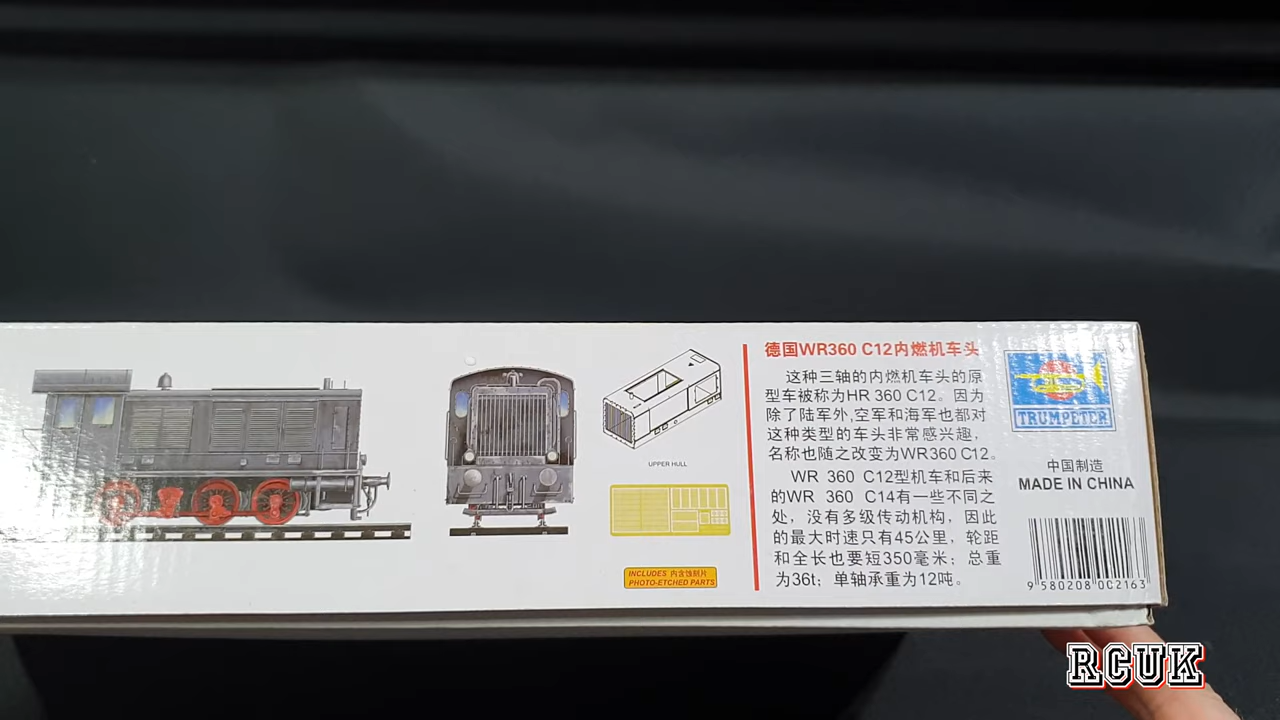 UPPER HULL
INCLUDES 内含蚀刻片
PHOTO-ETCHED PARTS
德国WR360 C12内燃机车头
这种三轴的内燃机车头的原
型车被称为HR 360 C12。因为
除了陆军外,空军和海军也都对
这种类型的车头非常感兴趣,
名称也随之改变为WR360 C12。
WR 360 C12型机车和后来
的WR 360 C14有一些不同之
处，没有多级传动机构，因此
的最大时速只有45公里，轮距
和全长也要短350毫米；总重
为36t；单轴承重为12吨。
TRUMPETER
中国制造
MADE IN CHINA
9 580208 002163
RCUK